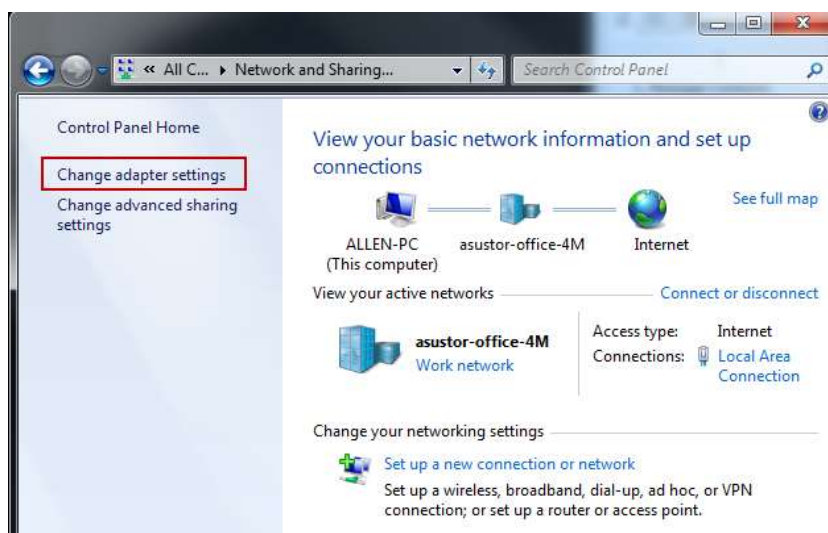 « All C... ▸ Network and Sharing...
Search Control Panel
Control Panel Home
Change adapter settings
Change advanced sharing
settings
View your basic network information and set up
connections
See full map
ALLEN-PC
(This computer)
asustor-office-4M
Internet
View your active networks
Connect or disconnect
asustor-office-4M
Work network
Access type: Internet
Connections: Local Area
Connection
Change your networking settings
Set up a new connection or network
Set up a wireless, broadband, dial-up, ad hoc, or VPN
connection; or set up a router or access point.